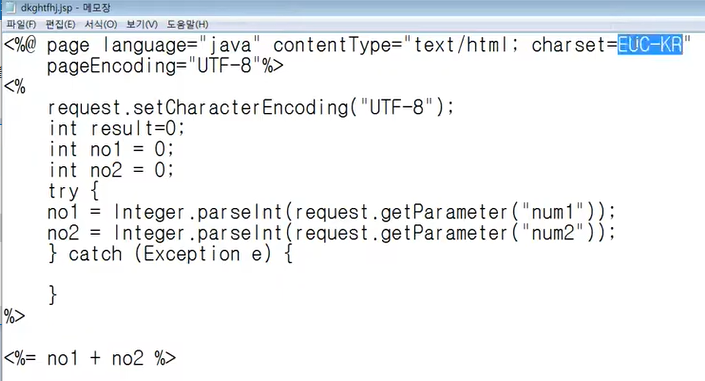 dkghtfhj.jsp - 메모장
파일(F) 편집(E) 서식(O) 보기(V) 도움말(H)
<%@ page language="java" contentType="text/html; charset=EUC-KR"
    pageEncoding="UTF-8"%>
<%
    request.setCharacterEncoding("UTF-8");
    int result=0;
    int no1 = 0;
    int no2 = 0;
    try {
    no1 = Integer.parseInt(request.getParameter("num1"));
    no2 = Integer.parseInt(request.getParameter("num2"));
    } catch (Exception e) {

    }
%>

<%= no1 + no2 %>